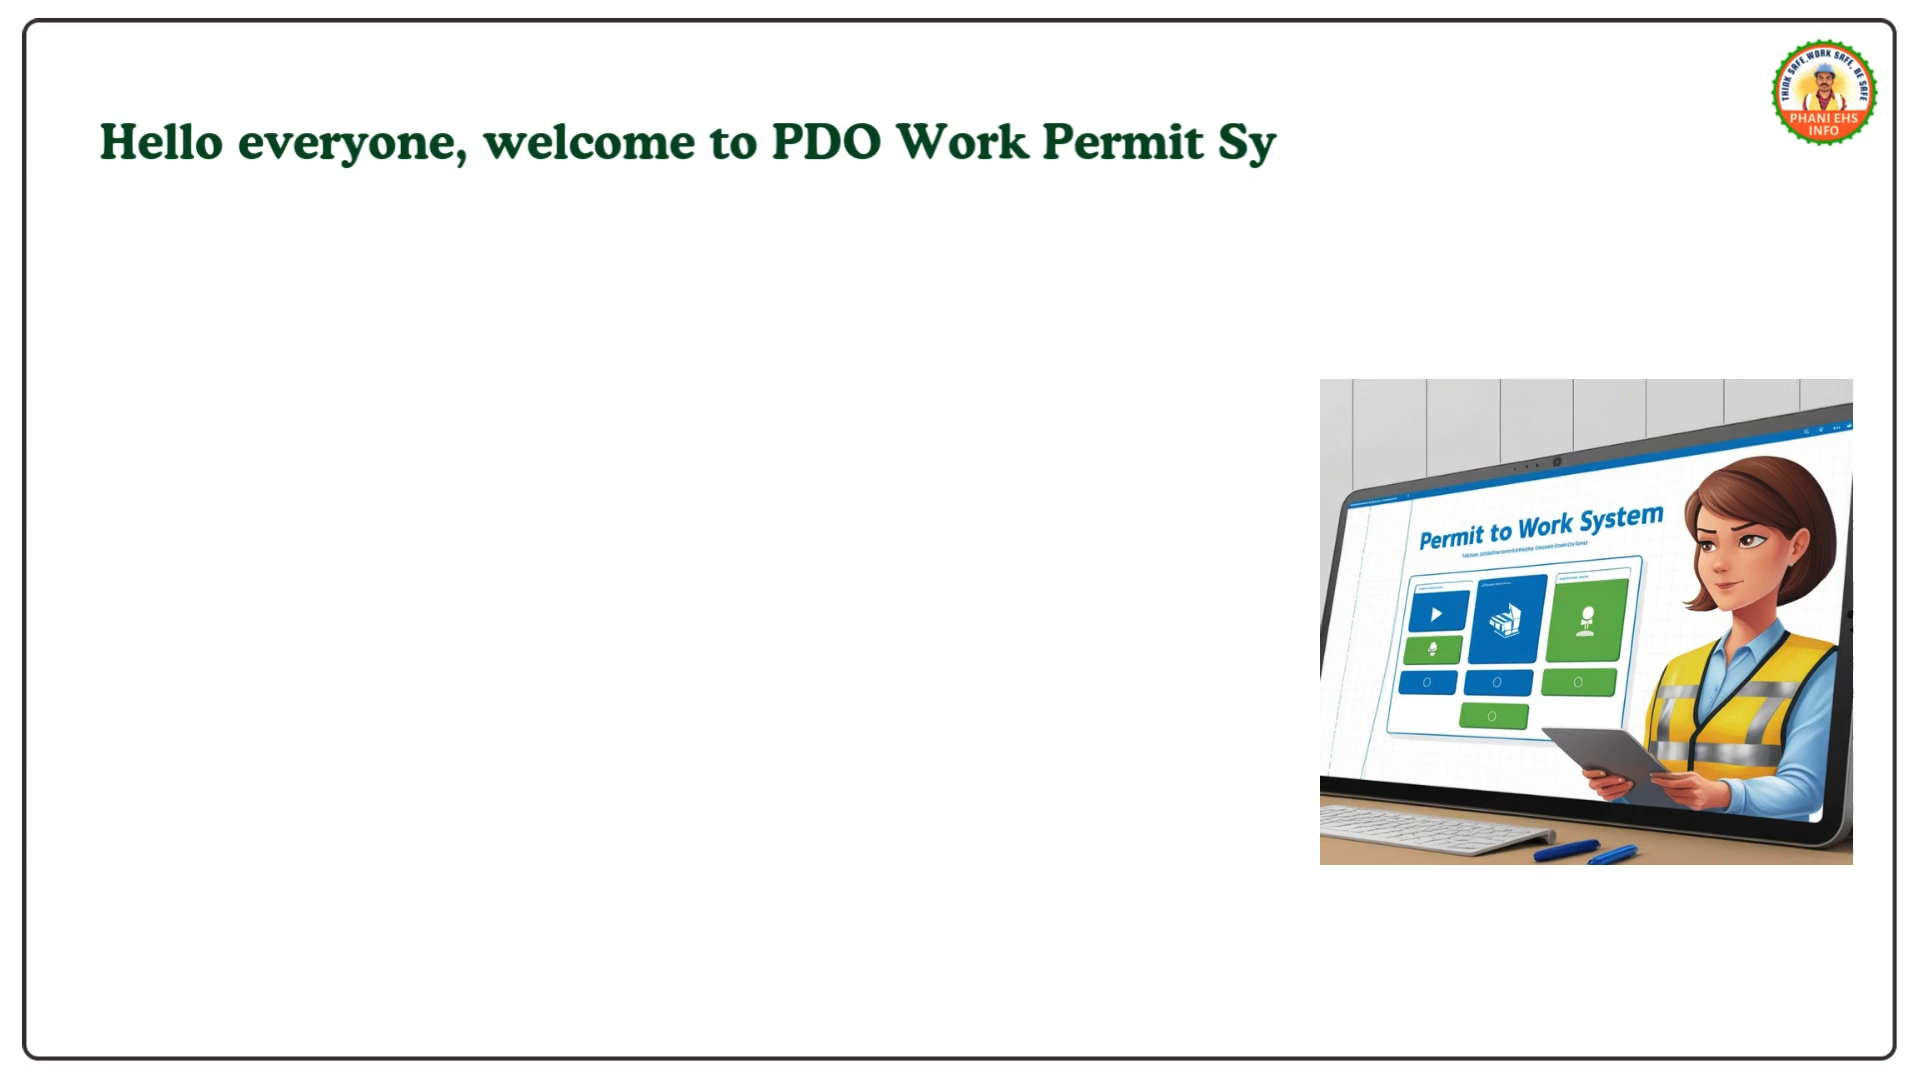 THINK SAFE, WORK SAFE, BE SAFE
PHANI EHS
INFO
Hello everyone, welcome to PDO Work Permit Sy
Permit to Work System